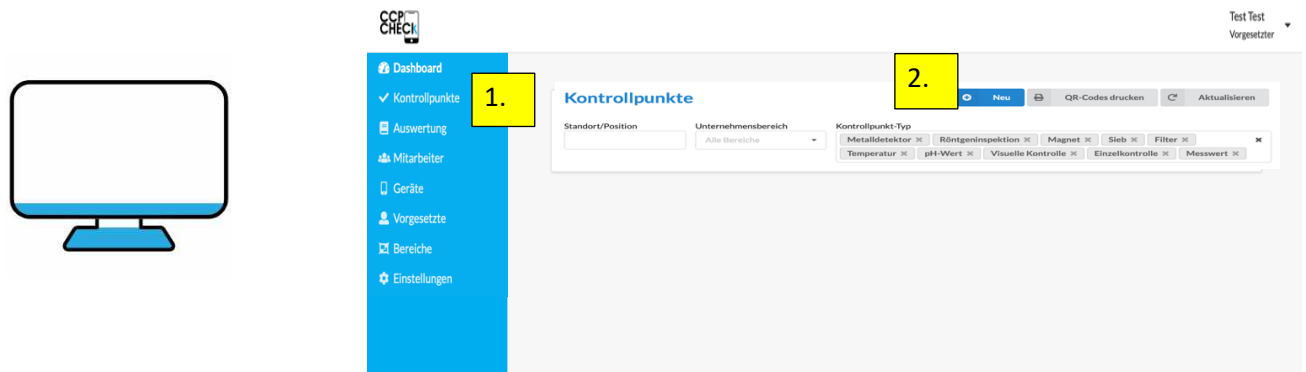 CCP
CHECK
Test Test
Vorgesetzter
Dashboard
Kontrollpunkte
Auswertung
Mitarbeiter
Geräte
Vorgesetzte
Bereiche
Einstellungen
1.
2.
Kontrollpunkte
Neu
QR-Codes drucken
Aktualisieren
Standort/Position
Unternehmensbereich
Alle Bereiche
Kontrollpunkt-Typ
Metalldetektor Röntgeninspektion Magnet Sieb Filter
Temperatur pH-Wert Visuelle Kontrolle Einzelkontrolle Messwert